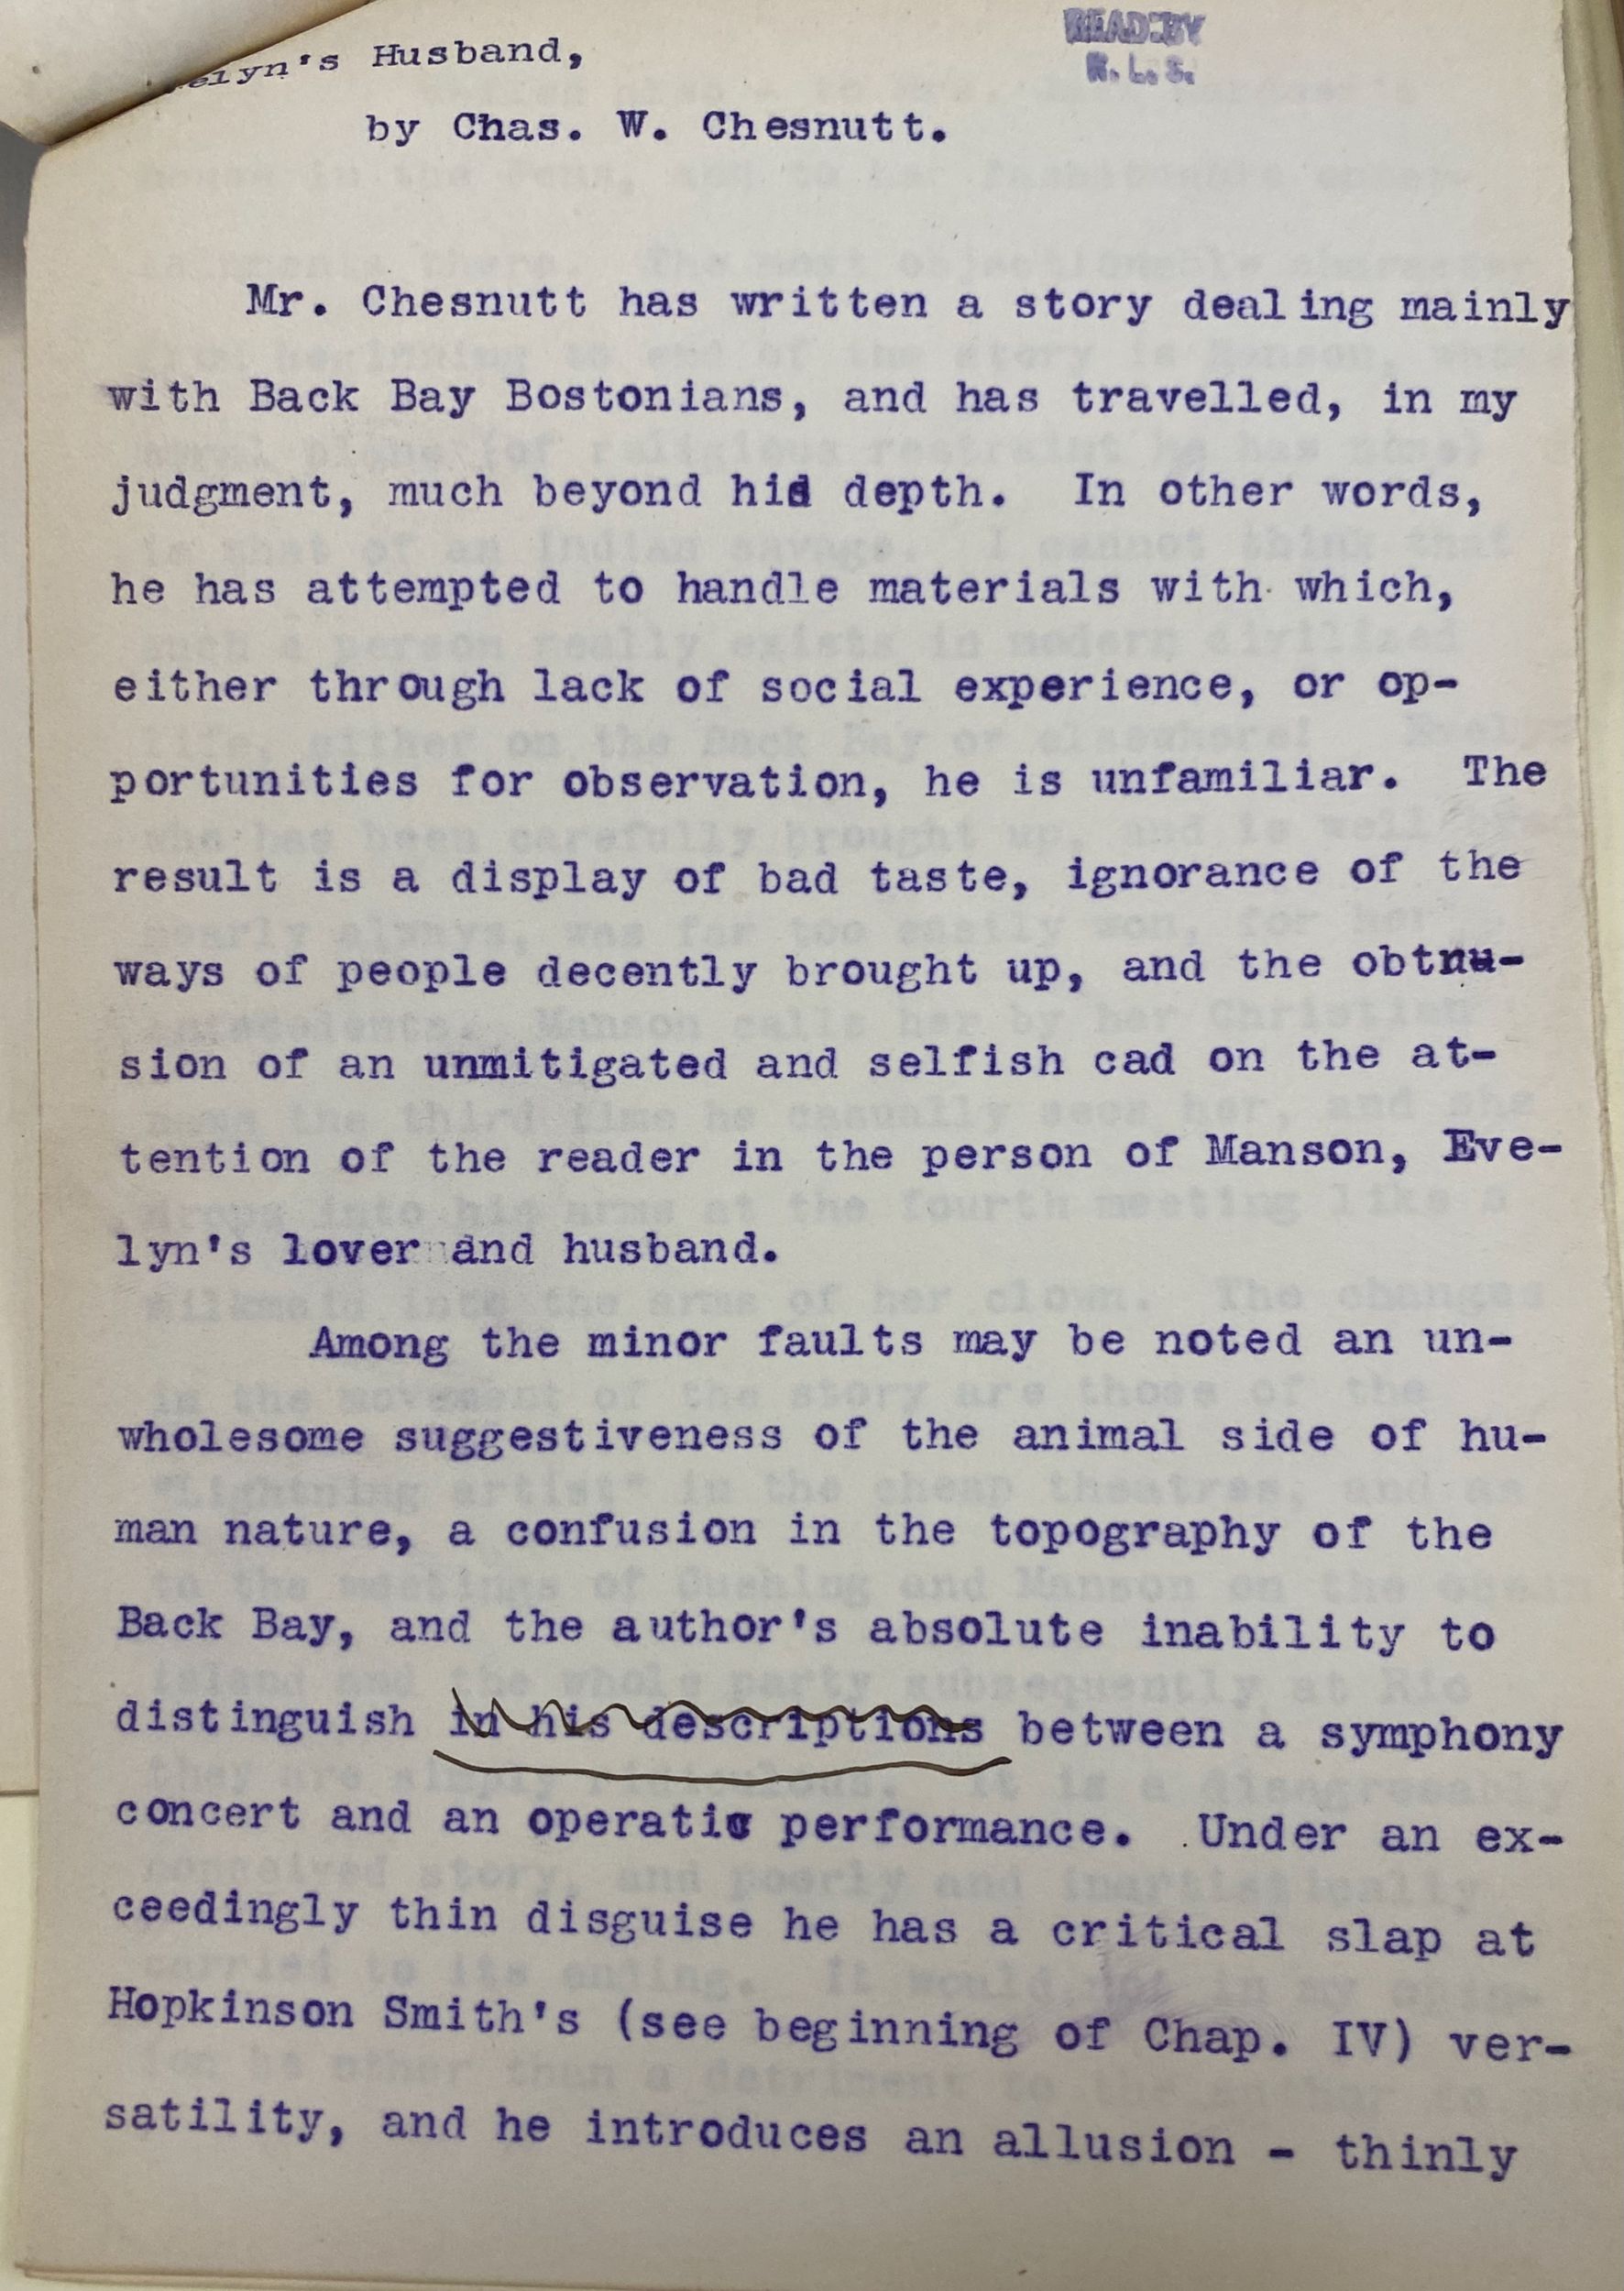 elyn's Husband,
READ BY
R. L. S.
by Chas. W. Chesnutt.
Mr. Chesnutt has written a story dealing mainly
with Back Bay Bostonians, and has travelled, in my
judgment, much beyond his depth. In other words,
he has attempted to handle materials with which,
either through lack of social experience, or op-
portunities for observation, he is unfamiliar. The
result is a display of bad taste, ignorance of the
ways of people decently brought up, and the obtru-
sion of an unmitigated and selfish cad on the at-
tention of the reader in the person of Manson, Eve-
lyn's lover and husband.
Among the minor faults may be noted an un-
wholesome suggestiveness of the animal side of hu-
man nature, a confusion in the topography of the
Back Bay, and the author's absolute inability to
distinguish in his descriptions between a symphony
concert and an operatic performance. Under an ex-
ceedingly thin disguise he has a critical slap at
Hopkinson Smith's (see beginning of Chap. IV) ver-
satility, and he introduces an allusion - thinly